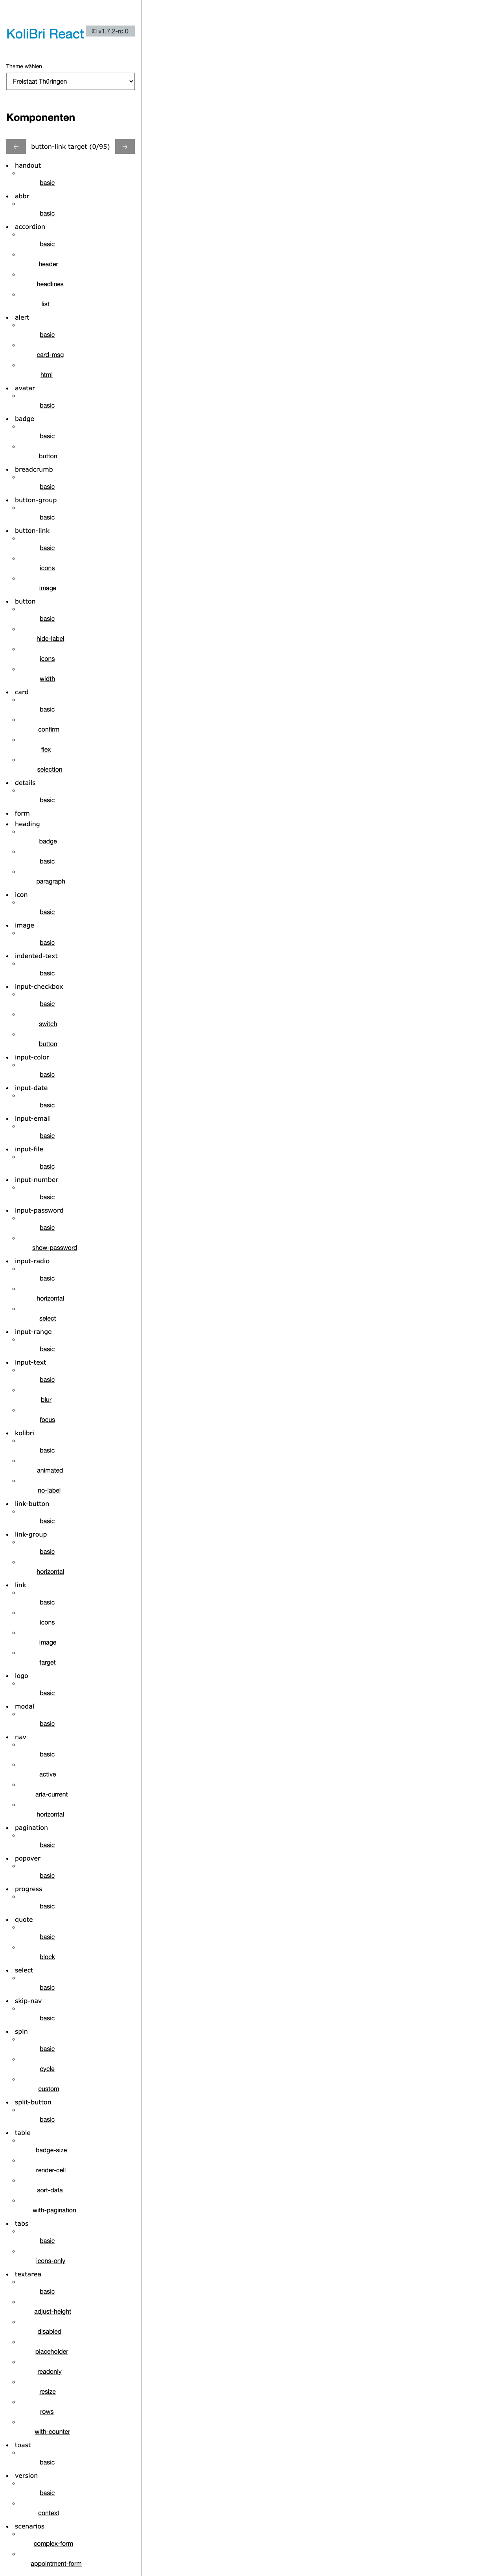 KoliBri React
v1.7.2-rc.0
Theme wählen
Freistaat Thüringen
Komponenten
← button-link target (0/95) →
handout
basic
abbr
basic
accordion
basic
header
headlines
list
alert
basic
card-msg
html
avatar
basic
badge
basic
button
breadcrumb
basic
button-group
basic
button-link
basic
icons
image
button
basic
hide-label
icons
width
card
basic
confirm
flex
selection
details
basic
form
heading
badge
basic
paragraph
icon
basic
image
basic
indented-text
basic
input-checkbox
basic
switch
button
input-color
basic
input-date
basic
input-email
basic
input-file
basic
input-number
basic
input-password
basic
show-password
input-radio
basic
horizontal
select
input-range
basic
input-text
basic
blur
focus
kolibri
basic
animated
no-label
link-button
basic
link-group
basic
horizontal
link
basic
icons
image
target
logo
basic
modal
basic
nav
basic
active
aria-current
horizontal
pagination
basic
popover
basic
progress
basic
quote
basic
block
select
basic
skip-nav
basic
spin
basic
cycle
custom
split-button
basic
table
badge-size
render-cell
sort-data
with-pagination
tabs
basic
icons-only
textarea
basic
adjust-height
disabled
placeholder
readonly
resize
rows
with-counter
toast
basic
version
basic
context
scenarios
complex-form
appointment-form